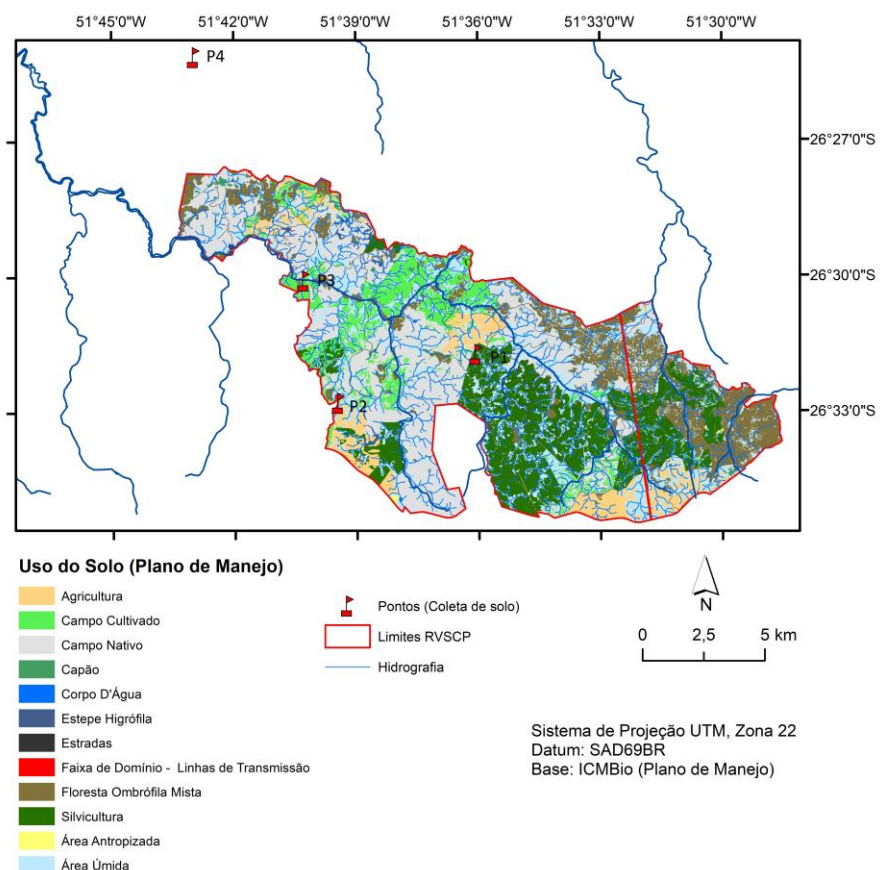 51°45'0"W 51°42'0"W 51°39'0"W 51°36'0"W 51°33'0"W 51°30'0"W
P4
26°27'0"S
26°30'0"S
P3
P1
P2
26°33'0"S
Uso do Solo (Plano de Manejo)
Agricultura
Campo Cultivado
Campo Nativo
Capão
Corpo D'Água
Estepe Higrófila
Estradas
Faixa de Domínio - Linhas de Transmissão
Floresta Ombrófila Mista
Silvicultura
Área Antropizada
Área Úmida
Pontos (Coleta de solo)
Limites RVSCP
Hidrografia
N
0 2,5 5 km
Sistema de Projeção UTM, Zona 22
Datum: SAD69BR
Base: ICMBio (Plano de Manejo)